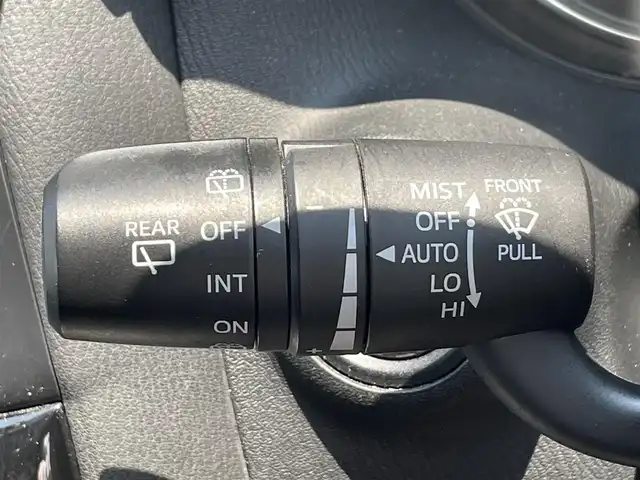 REAR
OFF
INT
ON
- 
+
MIST
OFF
AUTO
LO
HI
FRONT
PULL